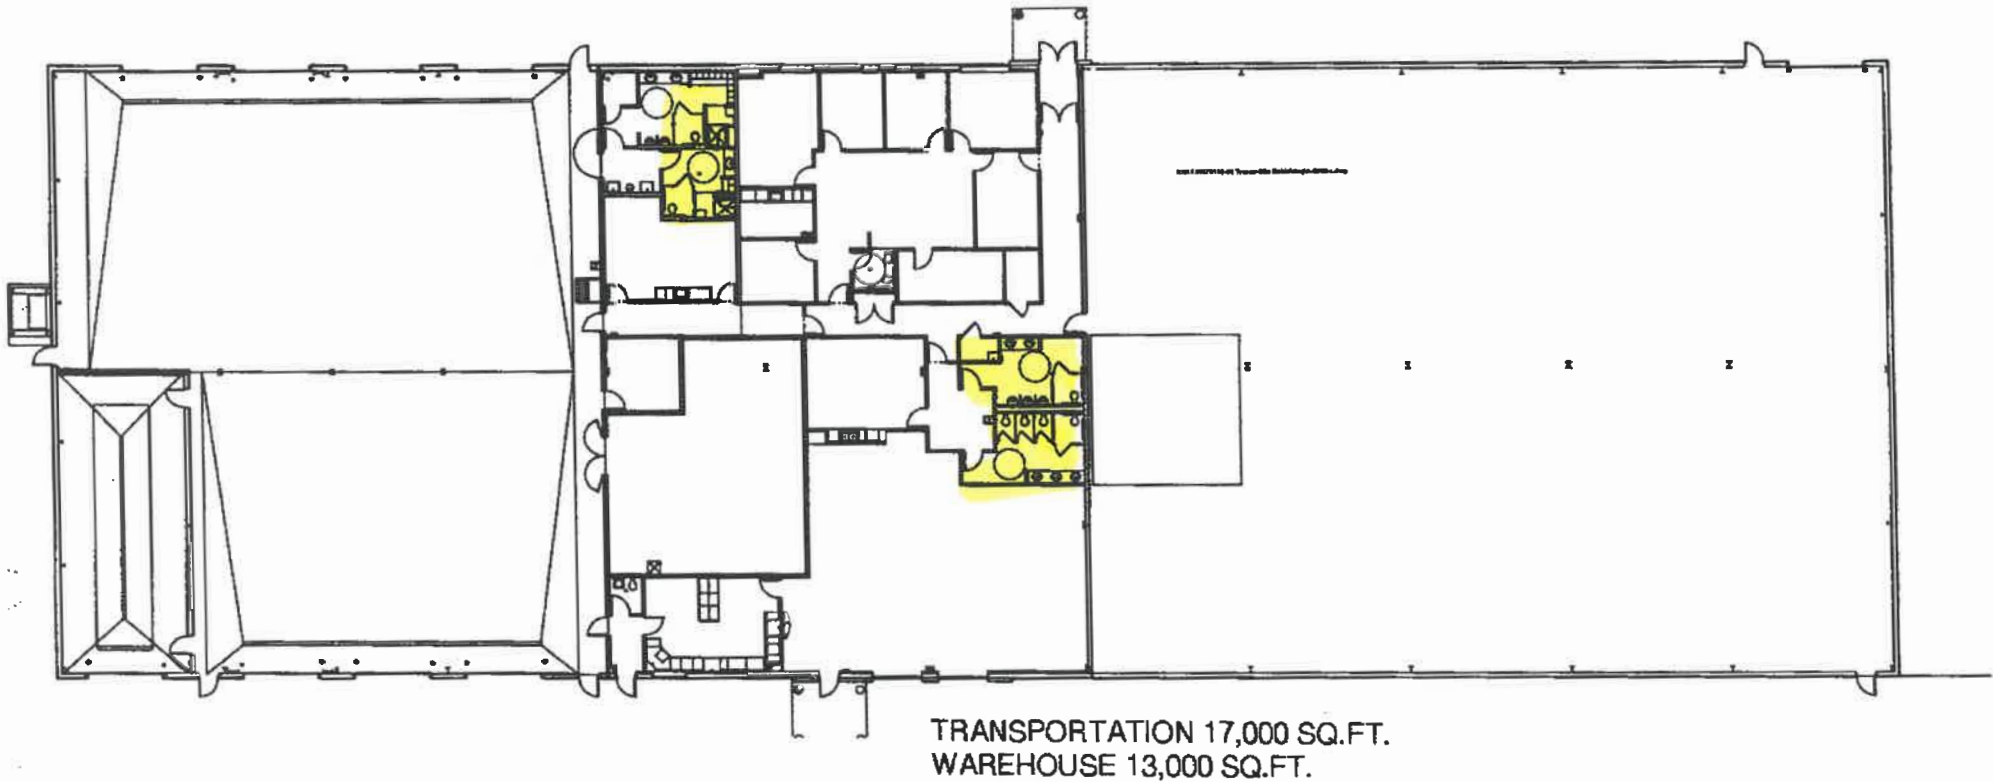 TRANSPORTATION 17,000 SQ.FT.
WAREHOUSE 13,000 SQ.FT.